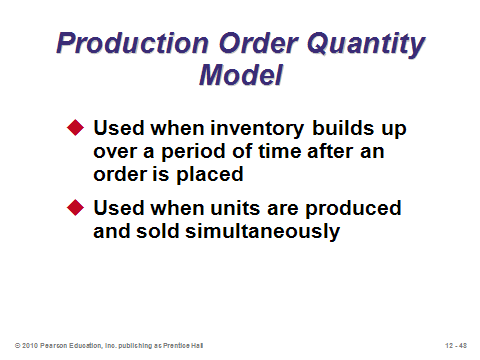 Production Order Quantity
Model
Used when inventory builds up
over a period of time after an
order is placed
Used when units are produced
and sold simultaneously
© 2010 Pearson Education, Inc. publishing as Prentice Hall
12 - 48